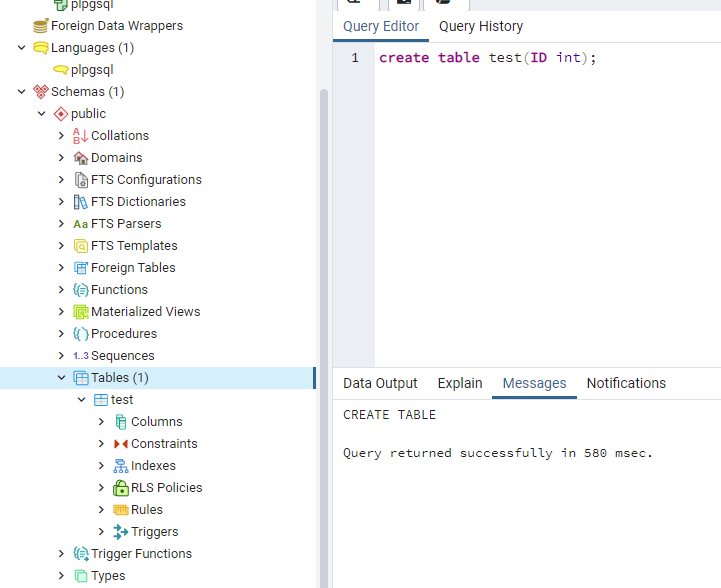 plpgsql
Foreign Data Wrappers
Languages (1)
plpgsql
Schemas (1)
public
Collations
Domains
FTS Configurations
FTS Dictionaries
Aa FTS Parsers
FTS Templates
Foreign Tables
Functions
Materialized Views
Procedures
1..3 Sequences
Tables (1)
test
Columns
Constraints
Indexes
RLS Policies
Rules
Triggers
Trigger Functions
Types
Query Editor Query History
1 create table test(ID int);
Data Output Explain Messages Notifications
CREATE TABLE
Query returned successfully in 580 msec.